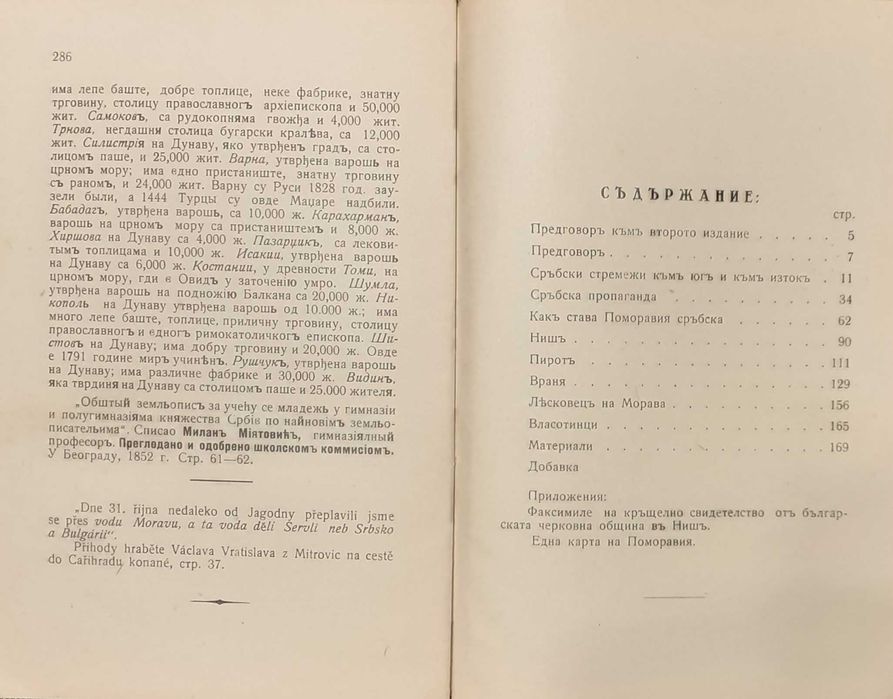 286
има лепе баште, добре топлице, неке фабрике, знатну
трговину, столицу православногъ архіепископа и 50,000
жит. Самоковъ, са рудокопняма гвожђа и 4,000 жит.
Трнова, негдашня столица бугарски кралѣва, са 12,000
жит. Силистрія на Дунаву, яко утврђенъ градъ, са сто-
лицомъ паше, и 25,000 жит. Варна, утврђена варошь на
црномъ мору; има едно пристаниште, знатну трговину
съ раномъ, и 24,000 жит. Варну су Руси 1828 год. зау-
зели были, а 1444 Турцы су овде Маџаре надбили.
Бабадагъ, утврђена варошь, са 10,000 ж. Карахарманъ,
варошь на црномъ мору са пристаништемъ и 8,000 ж.
Хиршова на Дунаву са 4,000 ж. Пазарџикъ, са лекови-
тымъ топлицама и 10,000 ж. Исакчи, утврђена варошь
на Дунаву са 6,000 ж. Костанци, у древности Томи, на
црномъ мору, гди е Овидъ у заточенію умро. Шумла,
утврђена варошь на подножію Балкана са 20,000 ж. Ни-
кополь на Дунаву утврђена варошь од 10.000 ж.; има
много лепе баште, топлице, приличну трговину, столицу
православногъ и едногъ римокатоличкогъ епископа. Ши-
стовъ на Дунаву; има добру трговину и 20,000 ж. Овде
е 1791 године миръ учинѣнъ. Рушчукъ, утврђена варошь
на Дунаву; има различне фабрике и 30,000 ж. Видинъ,
яка тврдиня на Дунаву са столицомъ паше и 25.000 жителя.
„Обштый земльопис за учећу се младежь у гимназіи
и полугимназіяма княжества Србіѣ по найновіимъ земльо-
писательима“. Списао Миланъ Міятовићъ, гимназіялный
професоръ. Прегледано и одобрено школскомъ коммисіомъ.
У Београду, 1852 г. Стр. 61—62.
„Dne 31. října nedaleko od Jagodny přeplavili jsme
se přes vodu Moravu, a ta voda dělí Servii neb Srbsko
a Bulgárii“.
Příhody hraběte Václava Vratislava z Mitrovic na cestě
do Cařihradu konané, стр. 37.
СЪДЪРЖАНИЕ:
стр.
Предговоръ къмъ второто издание . . . . . 5
Предговоръ . . . . . . . . . . . . . 7
Сръбски стремежи къмъ югъ и къмъ изтокъ . 11
Сръбска пропаганда . . . . . . . . . . 34
Какъ става Поморавия сръбска . . . . . . 62
Нишъ . . . . . . . . . . . . . . . 90
Пиротъ . . . . . . . . . . . . . . 111
Враня . . . . . . . . . . . . . . . 129
Лѣсковецъ на Морава . . . . . . . . . 156
Власотинци . . . . . . . . . . . . . 165
Материали . . . . . . . . . . . . . 169
Добавка
Приложения:
Факсимиле на кръщелно свидетелство отъ българ-
ската черковна община въ Нишъ.
Една карта на Поморавия.